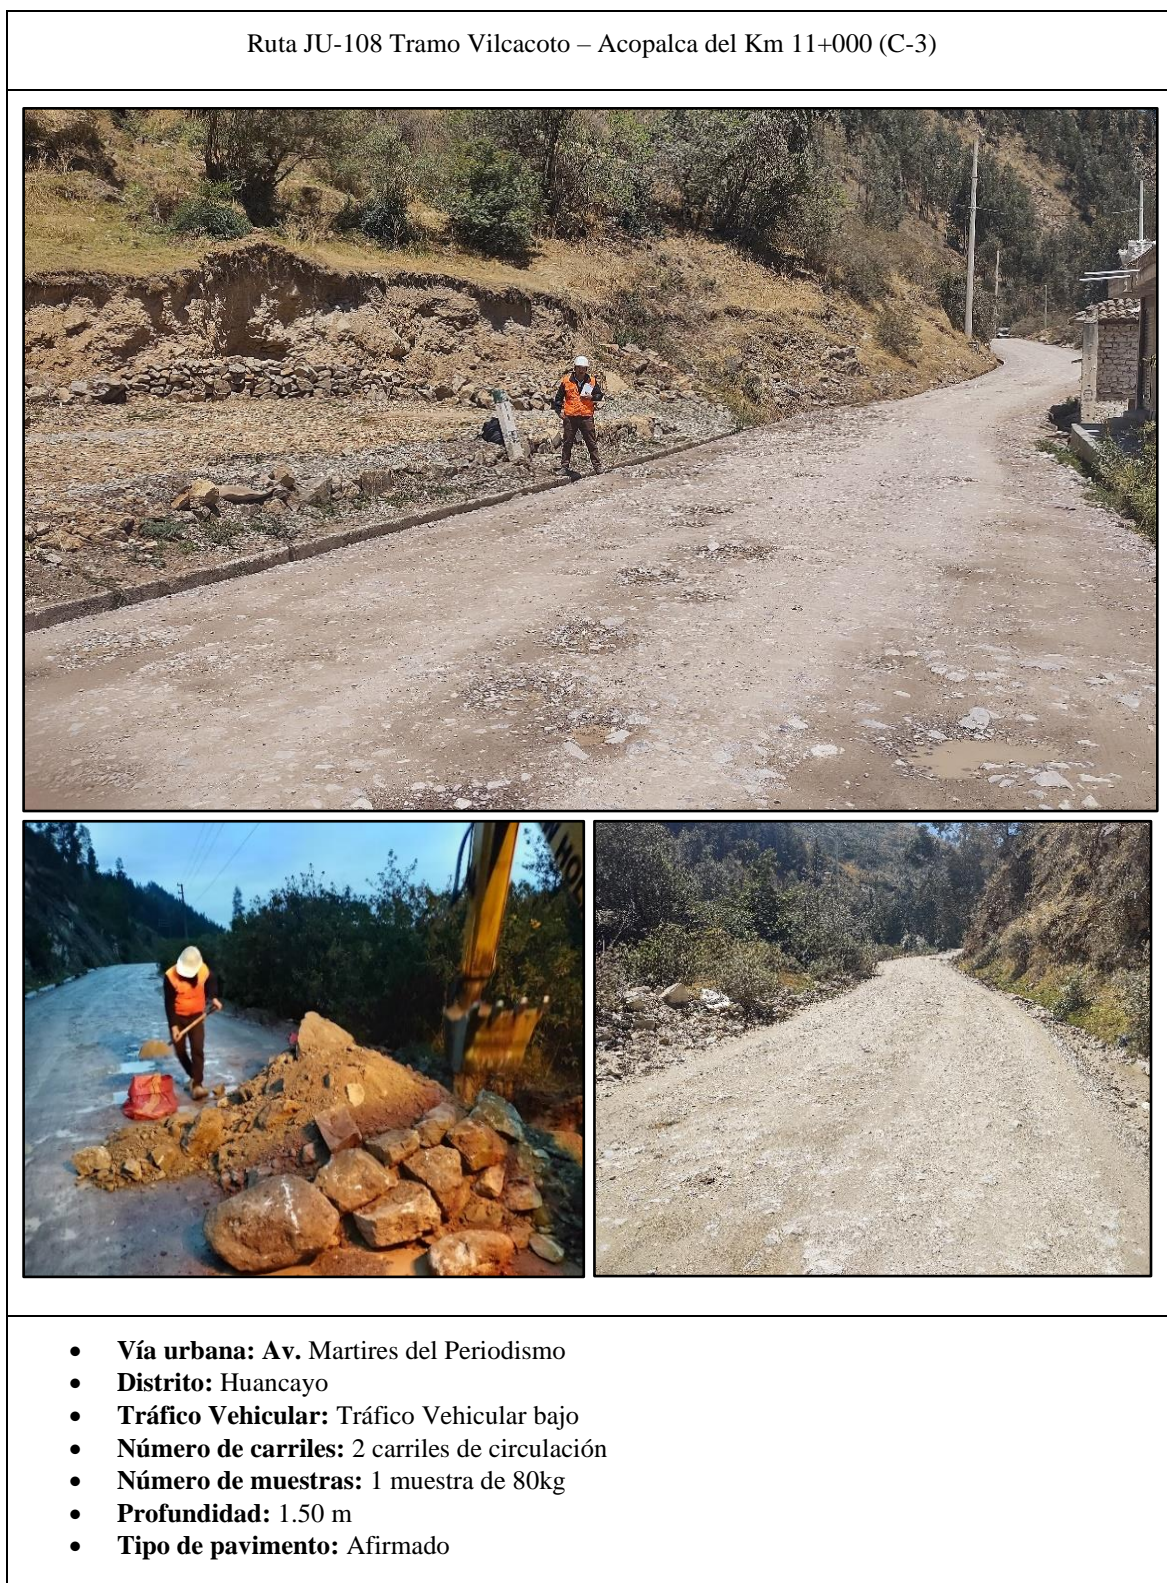 Ruta JU-108 Tramo Vilcacoto – Acopalca del Km 11+000 (C-3)
• Vía urbana: Av. Martires del Periodismo
• Distrito: Huancayo
• Tráfico Vehicular: Tráfico Vehicular bajo
• Número de carriles: 2 carriles de circulación
• Número de muestras: 1 muestra de 80kg
• Profundidad: 1.50 m
• Tipo de pavimento: Afirmado